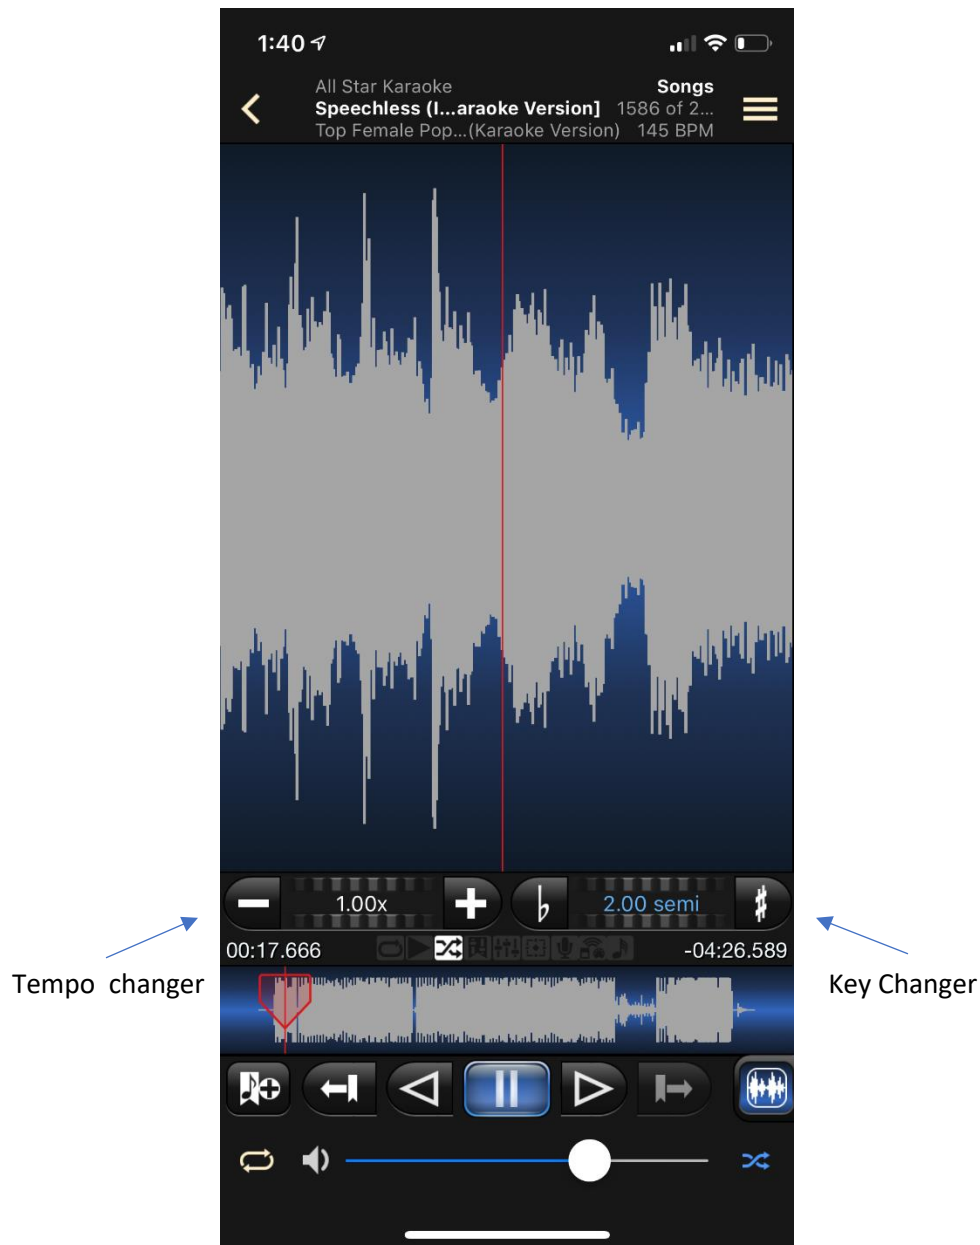 1:40
All Star Karaoke Songs
Speechless (I...araoke Version] 1586 of 2...
Top Female Pop...(Karaoke Version) 145 BPM
1.00x ♭ 2.00 semi ♯
00:17.666 -04:26.589
Tempo changer
Key Changer